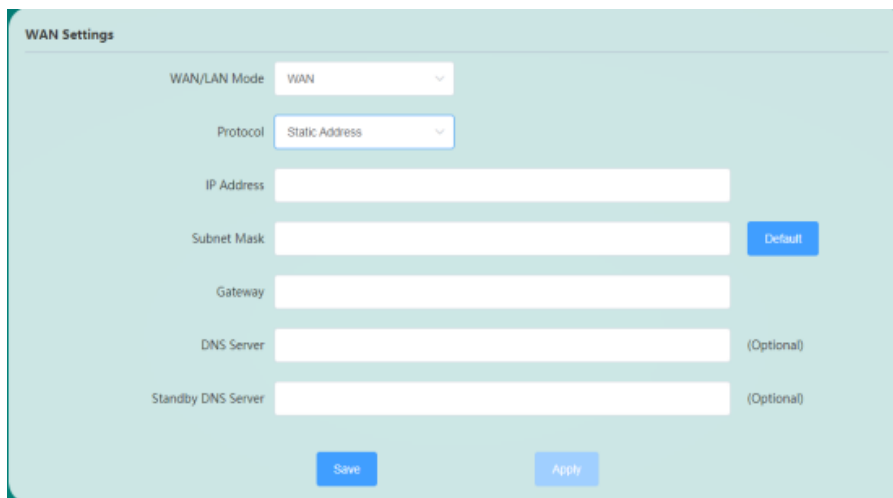 WAN Settings
WAN/LAN Mode WAN
Protocol Static Address
IP Address
Subnet Mask Default
Gateway
DNS Server (Optional)
Standby DNS Server (Optional)
Save Apply